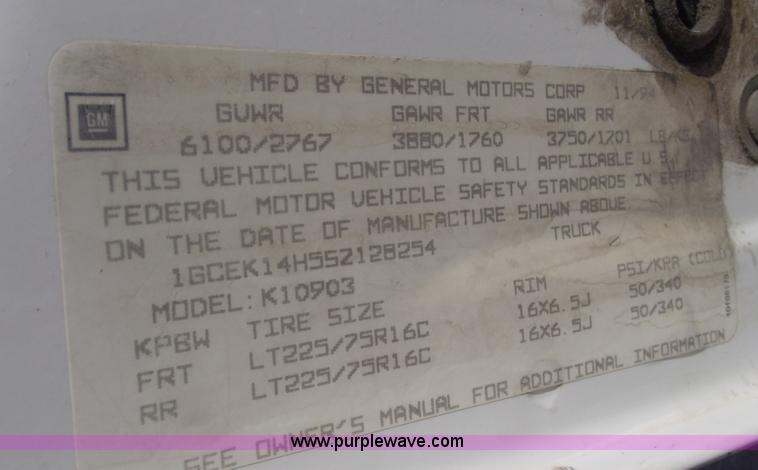 MFD BY GENERAL MOTORS CORP 11/94
GM
GVWR GAWR FRT GAWR RR
6100/2767 3880/1760 3750/1701 LB/KG
THIS VEHICLE CONFORMS TO ALL APPLICABLE U.S.
FEDERAL MOTOR VEHICLE SAFETY STANDARDS IN EFFECT
ON THE DATE OF MANUFACTURE SHOWN ABOVE
1GCEK14H5SZ128254 TRUCK
MODEL: K10903
KPBW TIRE SIZE RIM PSI/KPA (COLD)
FRT LT225/75R16C 16X6.5J 50/340
RR LT225/75R16C 16X6.5J 50/340
SEE OWNER'S MANUAL FOR ADDITIONAL INFORMATION
www.purplewave.com